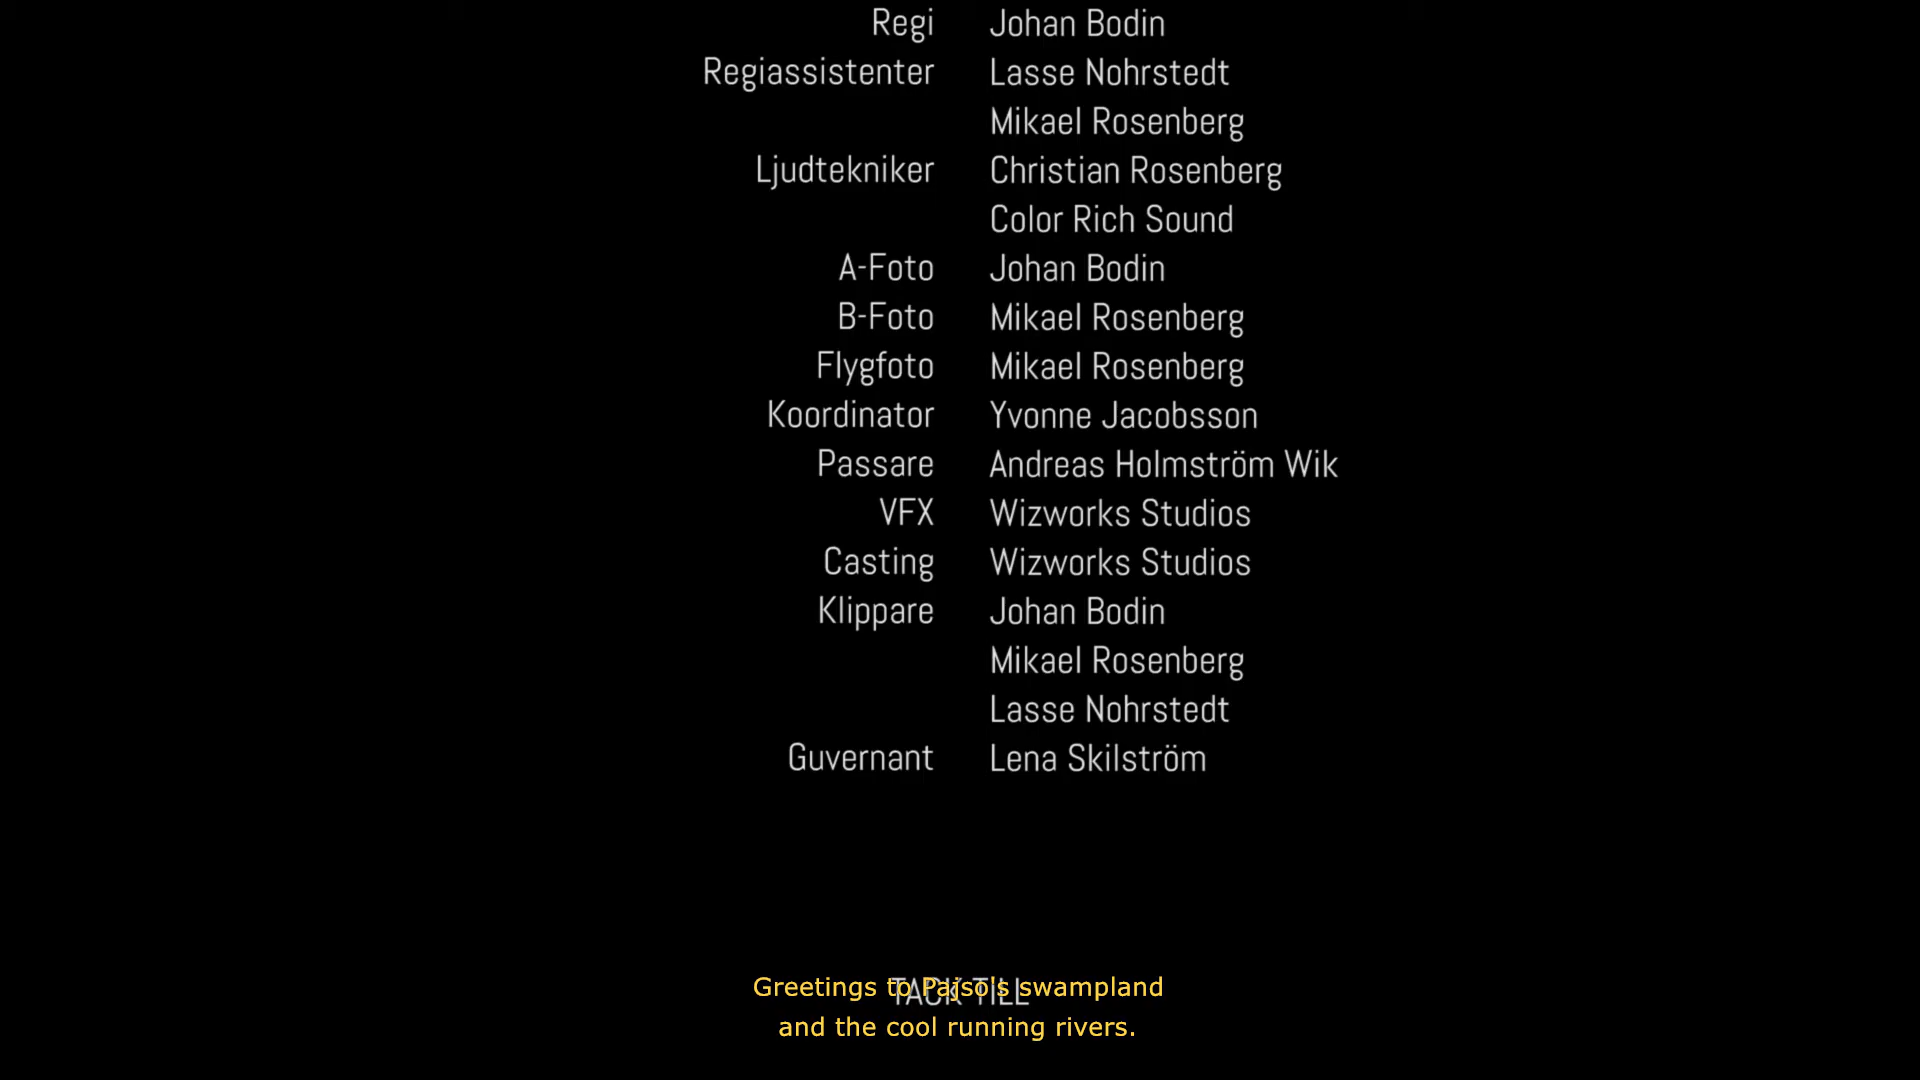 Regi Johan Bodin
Regiassistenter Lasse Nohrstedt
Mikael Rosenberg
Ljudtekniker Christian Rosenberg
Color Rich Sound
A-Foto Johan Bodin
B-Foto Mikael Rosenberg
Flygfoto Mikael Rosenberg
Koordinator Yvonne Jacobsson
Passare Andreas Holmström Wik
VFX Wizworks Studios
Casting Wizworks Studios
Klippare Johan Bodin
Mikael Rosenberg
Lasse Nohrstedt
Guvernant Lena Skilström
TACK TILL
Greetings to Pajso's swampland
and the cool running rivers.